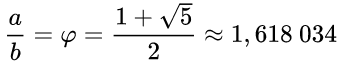 a/b = φ = (1 + √5)/2 ≈ 1,618 034